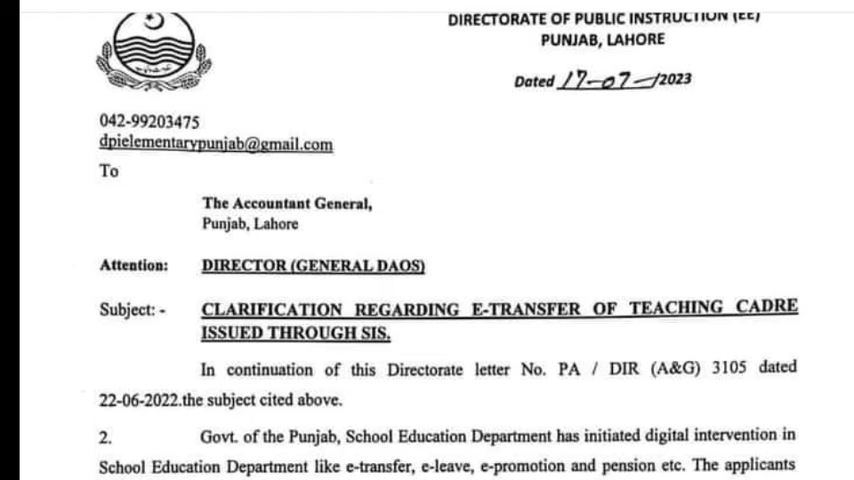 DIRECTORATE OF PUBLIC INSTRUCTION (EE)
PUNJAB, LAHORE
Dated 17-07-/2023
042-99203475
dpielementarypunjab@gmail.com
To
The Accountant General,
Punjab, Lahore
Attention: DIRECTOR (GENERAL DAOS)
Subject: - CLARIFICATION REGARDING E-TRANSFER OF TEACHING CADRE
ISSUED THROUGH SIS.
In continuation of this Directorate letter No. PA / DIR (A&G) 3105 dated
22-06-2022.the subject cited above.
2. Govt. of the Punjab, School Education Department has initiated digital intervention in
School Education Department like e-transfer, e-leave, e-promotion and pension etc. The applicants